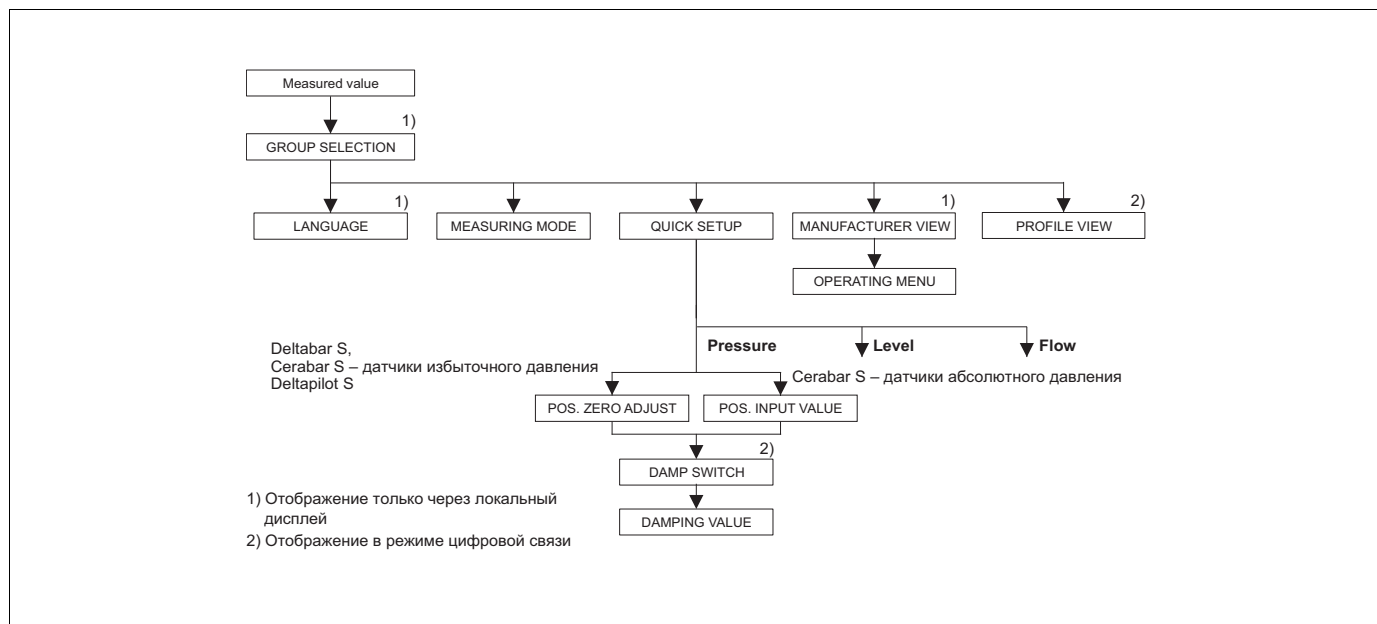 Measured value
1)
GROUP SELECTION
1)
1)
2)
LANGUAGE
MEASURING MODE
QUICK SETUP
MANUFACTURER VIEW
PROFILE VIEW
OPERATING MENU
Pressure
Level
Flow
Deltabar S,
Cerabar S – датчики избыточного давления
Deltapilot S
Cerabar S – датчики абсолютного давления
POS. ZERO ADJUST
POS. INPUT VALUE
2)
DAMP SWITCH
DAMPING VALUE
1) Отображение только через локальный
дисплей
2) Отображение в режиме цифровой связи